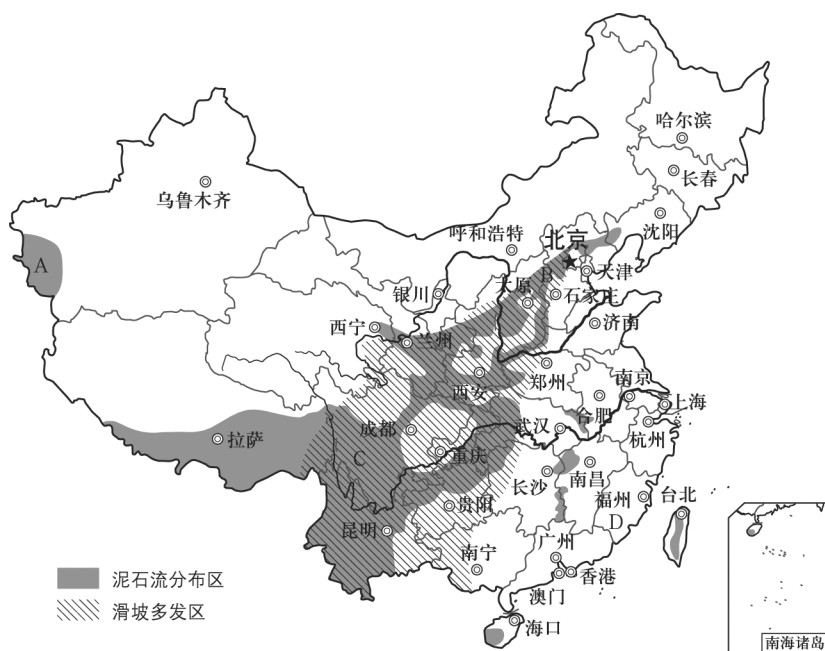 哈尔滨
长春
乌鲁木齐
沈阳
呼和浩特
北京
A
B
天津
银川
太原
石家庄
西宁
济南
兰州
西安
郑州
南京
上海
合肥
成都
武汉
杭州
拉萨
C
重庆
长沙
南昌
贵阳
福州
台北
D
昆明
南宁
广州
香港
澳门
海口
泥石流分布区
滑坡多发区
南海诸岛